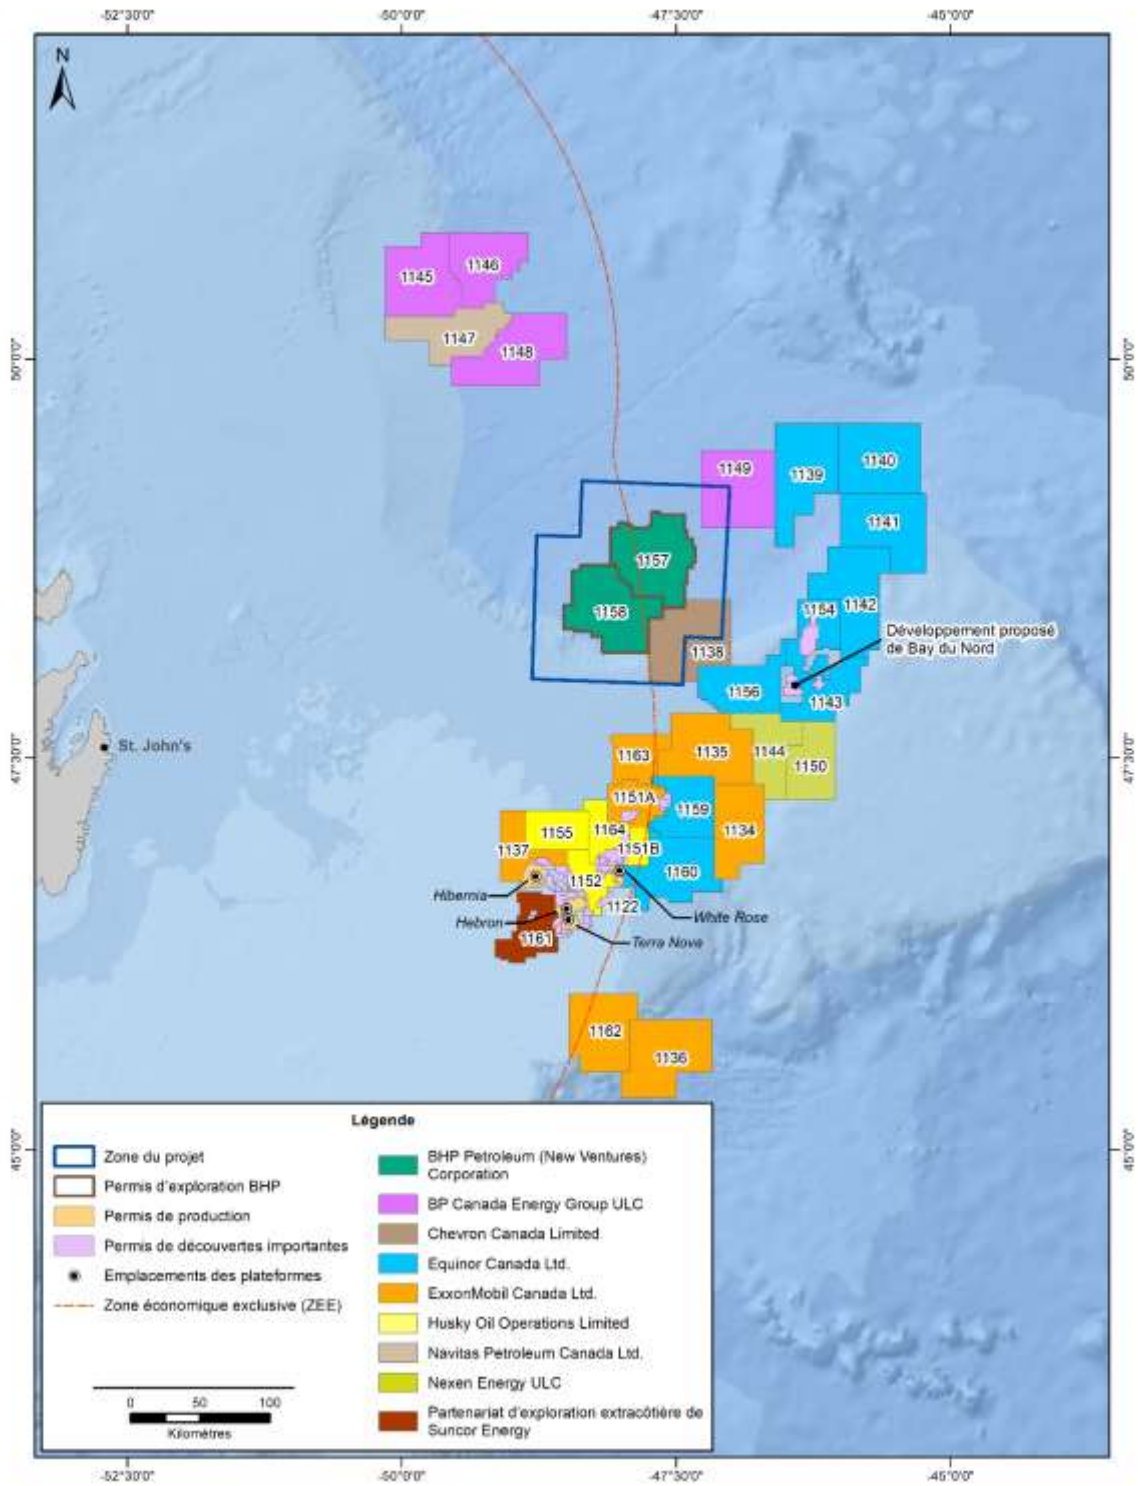 -52°30'0"
-50°0'0"
-47°30'0"
-45°0'0"
N
1145
1146
1147
1148
50°0'0"
50°0'0"
1149
1139
1140
1141
1157
1158
1154
1142
1138
Développement proposé
de Bay du Nord
1156
1143
St. John's
47°30'0"
47°30'0"
1163
1135
1144
1150
1151A
1159
1134
1155
1164
1137
1151B
1152
1160
Hibernia
1122
White Rose
Hebron
1161
Terra Nova
1162
1136
45°0'0"
45°0'0"
Légende
Zone du projet
Permis d'exploration BHP
Permis de production
Permis de découvertes importantes
Emplacements des plateformes
Zone économique exclusive (ZEE)
0 50 100
Kilomètres
BHP Petroleum (New Ventures)
Corporation
BP Canada Energy Group ULC
Chevron Canada Limited
Equinor Canada Ltd.
ExxonMobil Canada Ltd.
Husky Oil Operations Limited
Navitas Petroleum Canada Ltd.
Nexen Energy ULC
Partenariat d'exploration extracôtière de
Suncor Energy
-52°30'0"
-50°0'0"
-47°30'0"
-45°0'0"